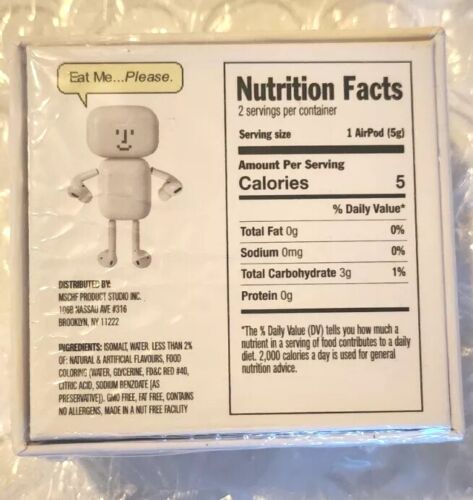 Eat Me...Please.
DISTRIBUTED BY:
MSCHF PRODUCT STUDIO INC.
106B NASSAU AVE #316
BROOKLYN, NY 11222
INGREDIENTS: ISOMALT, WATER, LESS THAN 2%
OF: NATURAL & ARTIFICIAL FLAVOURS, FOOD
COLORING (WATER, GLYCERINE, FD&C RED #40,
CITRIC ACID, SODIUM BENZOATE [AS
PRESERVATIVE]). GMO FREE, FAT FREE, CONTAINS
NO ALLERGENS, MADE IN A NUT FREE FACILITY
Nutrition Facts
2 servings per container
Serving size 1 AirPod (5g)
Amount Per Serving
Calories 5
% Daily Value*
Total Fat 0g 0%
Sodium 0mg 0%
Total Carbohydrate 3g 1%
Protein 0g
*The % Daily Value (DV) tells you how much a
nutrient in a serving of food contributes to a daily
diet. 2,000 calories a day is used for general
nutrition advice.